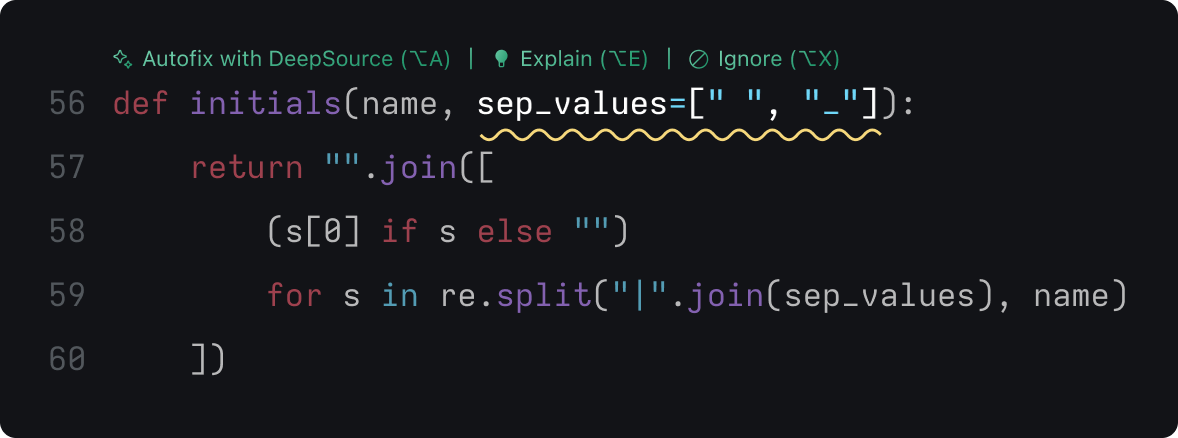 Autofix with DeepSource (⌥A) | Explain (⌥E) | Ignore (⌥X)
56 def initials(name, sep_values=[" ", "_"]):
57     return "".join([
58         (s[0] if s else "")
59         for s in re.split("|".join(sep_values), name)
60     ])